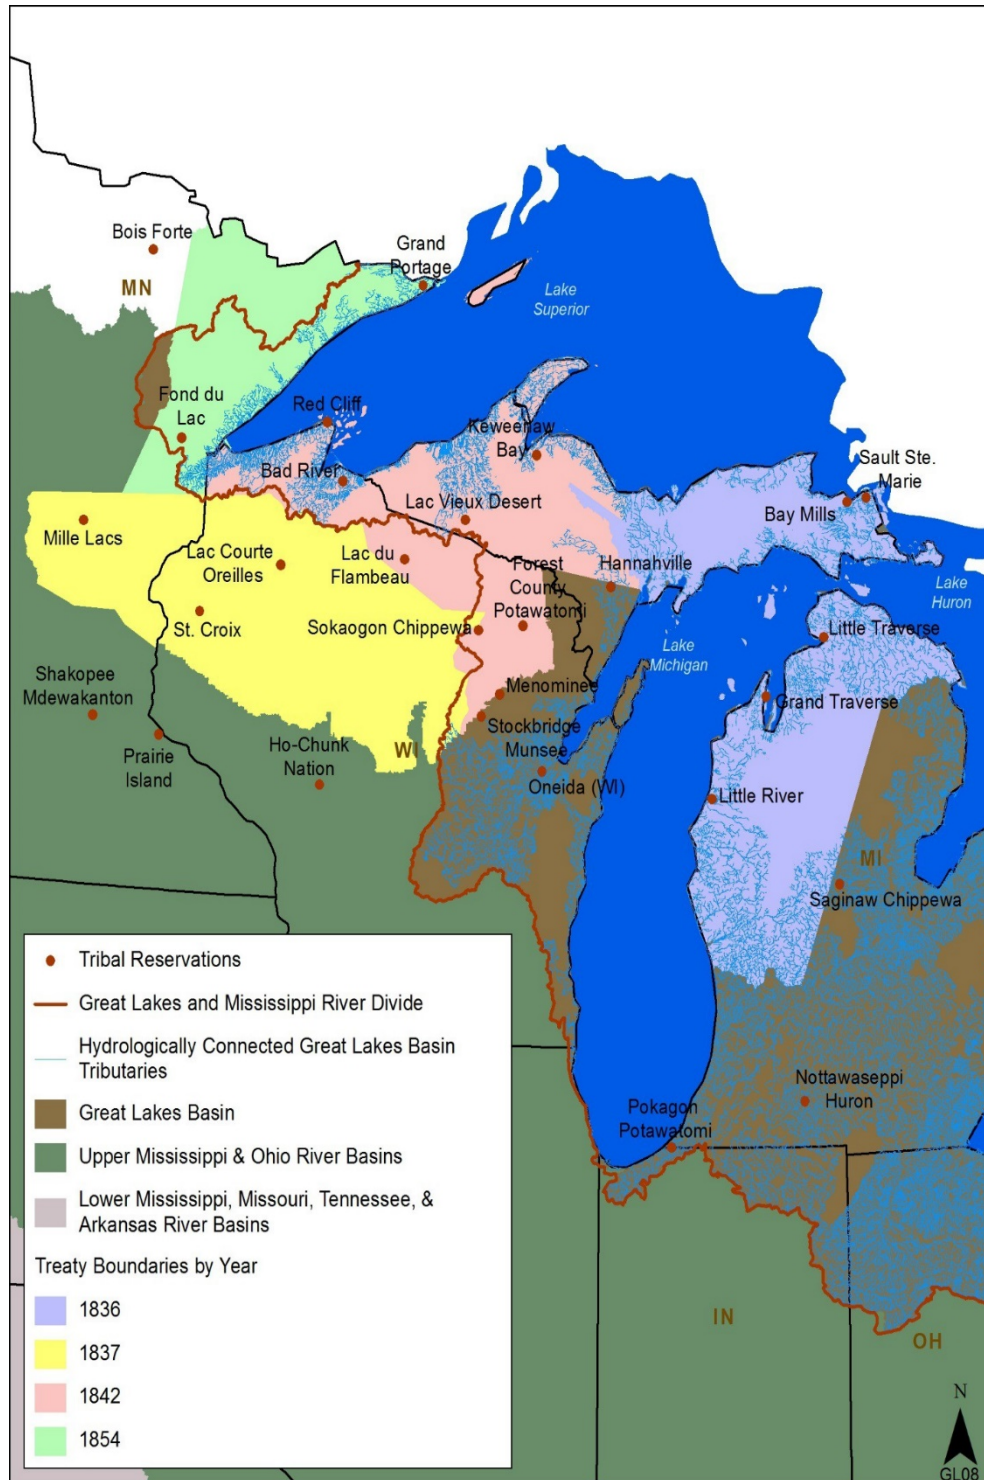 Bois Forte
MN
Grand
Portage
Lake
Superior
Fond du
Lac
Red Cliff
Keweenaw
Bay
Bad River
Sault Ste.
Marie
Lac Vieux Desert
Bay Mills
Mille Lacs
Lac Courte
Oreilles
Lac du
Flambeau
Forest
County
Potawatomi
Hannahville
Lake
Huron
St. Croix
Sokaogon Chippewa
Lake
Michigan
Little Traverse
Shakopee
Mdewakanton
Menominee
Grand Traverse
Prairie
Island
Ho-Chunk
Nation
WI
Stockbridge
Munsee
Oneida (WI)
Little River
MI
Saginaw Chippewa
Nottawaseppi
Huron
Pokagon
Potawatomi
IN
OH
Tribal Reservations
Great Lakes and Mississippi River Divide
Hydrologically Connected Great Lakes Basin
Tributaries
Great Lakes Basin
Upper Mississippi & Ohio River Basins
Lower Mississippi, Missouri, Tennessee, &
Arkansas River Basins
Treaty Boundaries by Year
1836
1837
1842
1854
N
GL08